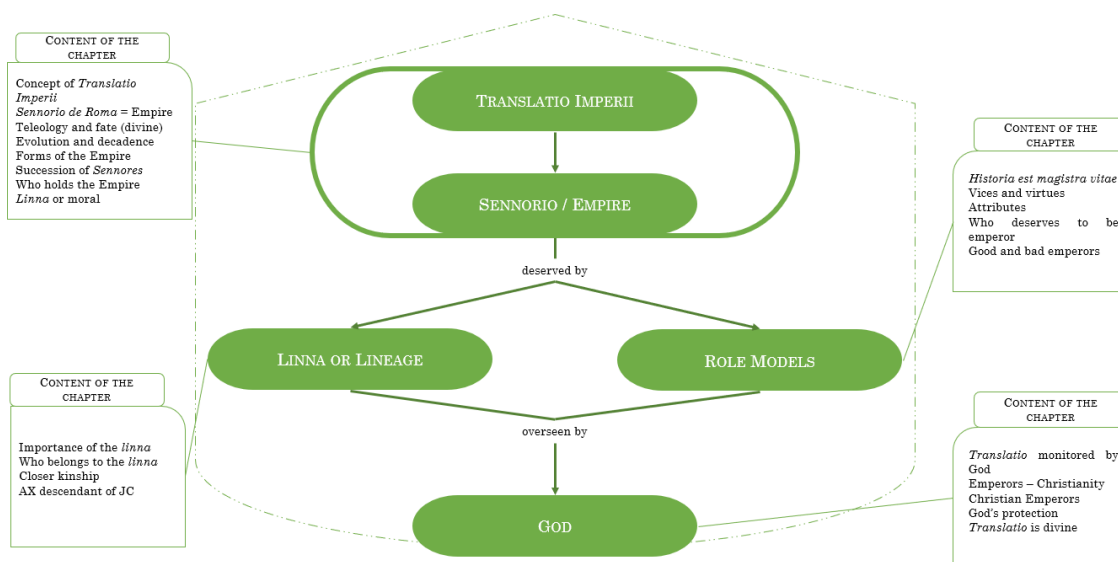 CONTENT OF THE
CHAPTER
Concept of Translatio
Imperii
Sennorio de Roma = Empire
Teleology and fate (divine)
Evolution and decadence
Forms of the Empire
Succession of Sennores
Who holds the Empire
Linna or moral
TRANSLATIO IMPERII
SENNORIO / EMPIRE
deserved by
CONTENT OF THE
CHAPTER
Historia est magistra vitae
Vices and virtues
Attributes
Who deserves to be
emperor
Good and bad emperors
LINNA OR LINEAGE
ROLE MODELS
CONTENT OF THE
CHAPTER
Importance of the linna
Who belongs to the linna
Closer kinship
AX descendant of JC
overseen by
GOD
CONTENT OF THE
CHAPTER
Translatio monitored by
God
Emperors – Christianity
Christian Emperors
God's protection
Translatio is divine